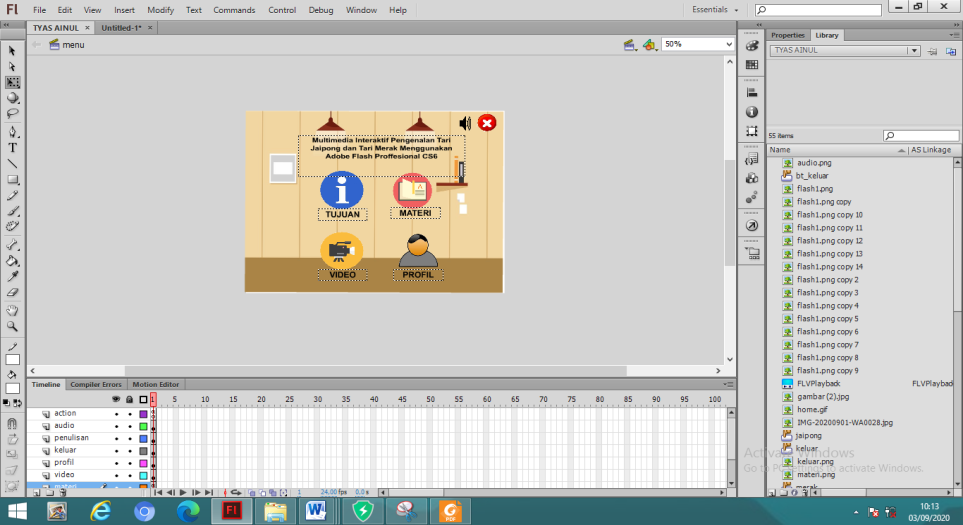 Fl File Edit View Insert Modify Text Commands Control Debug Window Help Essentials
TYAS AINUL × Untitled-1* ×
menu 50%
Multimedia Interaktif Pengenalan Tari
Jaipong dan Tari Merak Menggunakan
Adobe Flash Proffesional CS6
TUJUAN MATERI
VIDEO PROFIL
Properties Library
TYAS AINUL
55 items
Name AS Linkage
audio.png
bt_keluar
flash1.png
flash1.png copy
flash1.png copy 10
flash1.png copy 11
flash1.png copy 12
flash1.png copy 13
flash1.png copy 14
flash1.png copy 2
flash1.png copy 3
flash1.png copy 4
flash1.png copy 5
flash1.png copy 6
flash1.png copy 7
flash1.png copy 8
flash1.png copy 9
FLVPlayback FLVPlayback
gambar (2).jpg
home.gif
IMG-20200901-WA0028.jpg
jaipong
keluar
keluar.png
materi.png
merak
Timeline Compiler Errors Motion Editor
1 5 10 15 20 25 30 35 40 45 50 55 60 65 70 75 80 85 90 95 100
action
audio
penulisan
keluar
profil
video
materi
1 24.00 fps 0.0 s
Activate Windows
Go to PC settings to activate Windows.
10:13
03/09/2020